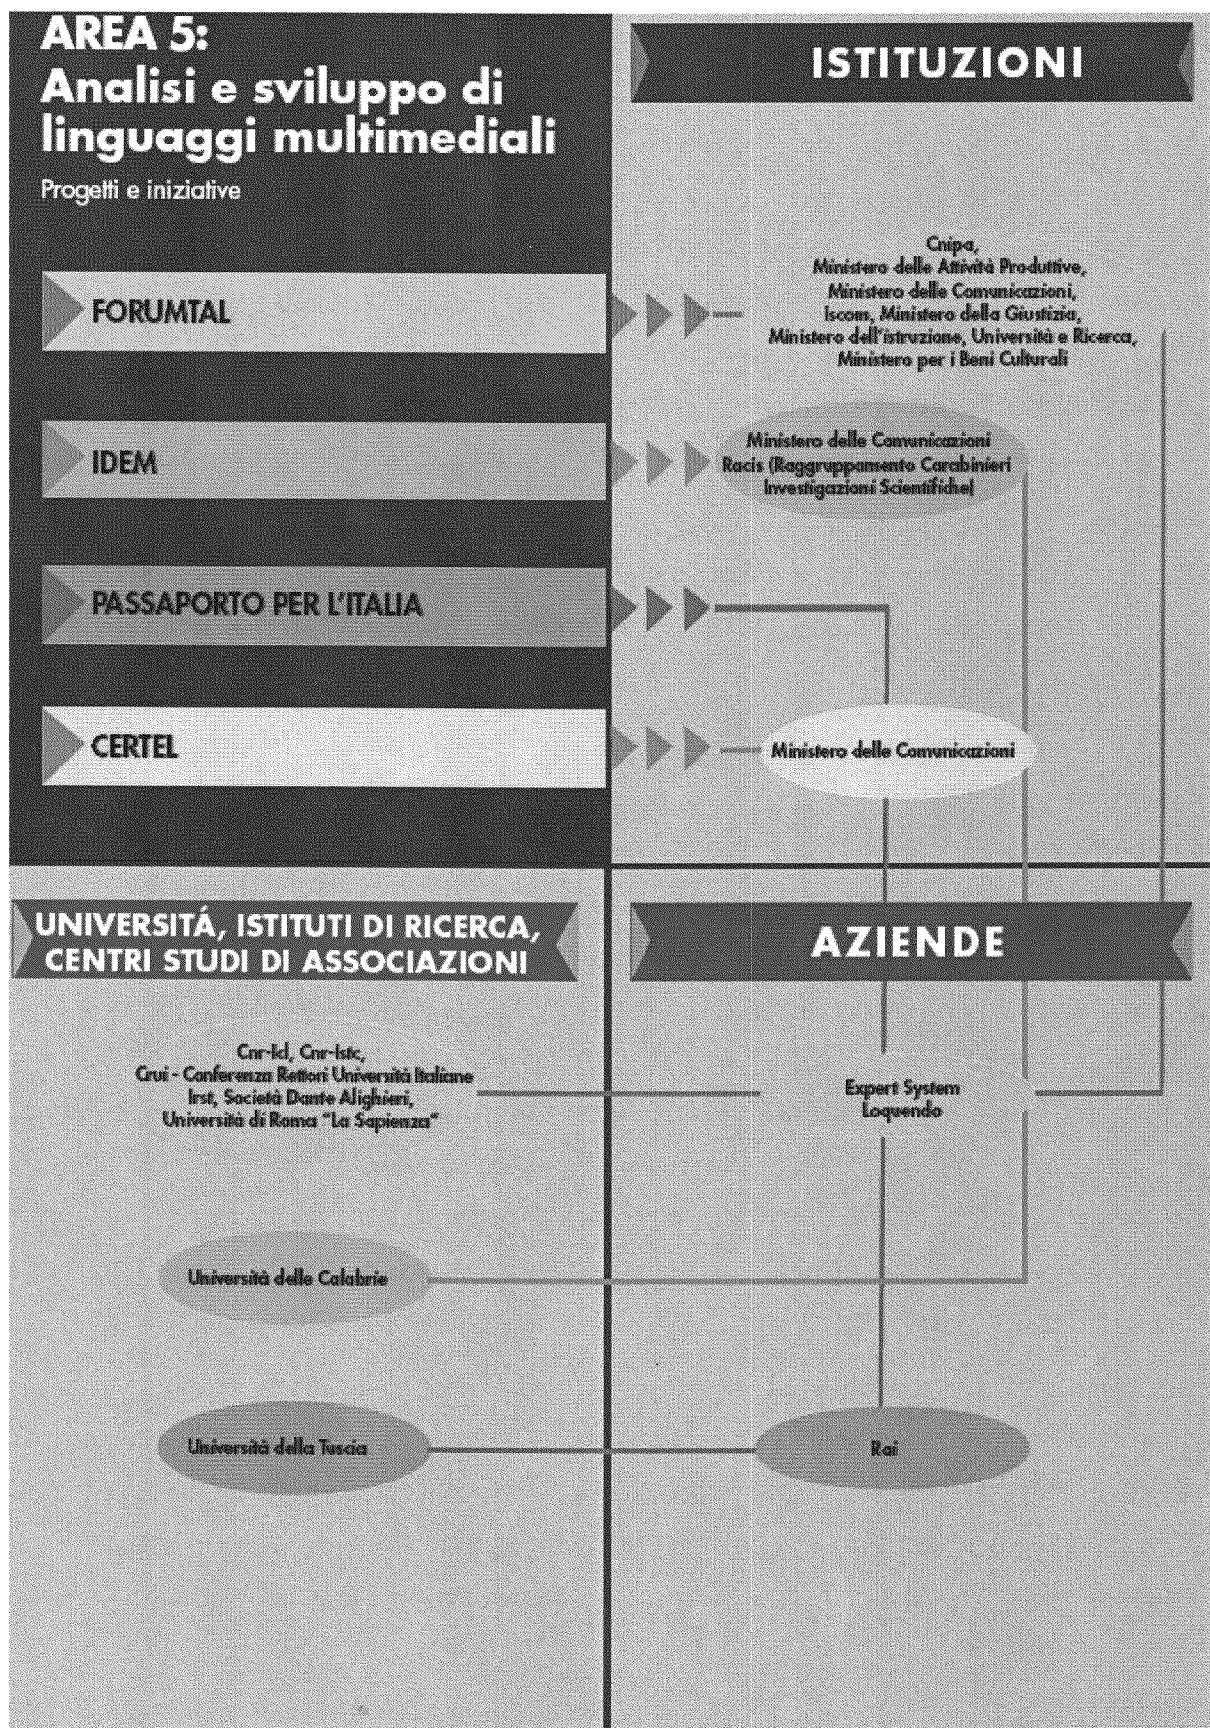 AREA 5:
Analisi e sviluppo di
linguaggi multimediali
Progetti e iniziative
FORUMTAL
IDEM
PASSAPORTO PER L'ITALIA
CERTEL
ISTITUZIONI
Cnipa,
Ministero delle Attività Produttive,
Ministero delle Comunicazioni,
Iscom, Ministero della Giustizia,
Ministero dell'istruzione, Università e Ricerca,
Ministero per i Beni Culturali
Ministero delle Comunicazioni
Racis (Raggruppamento Carabinieri
Investigazioni Scientifiche)
Ministero delle Comunicazioni
UNIVERSITÁ, ISTITUTI DI RICERCA,
CENTRI STUDI DI ASSOCIAZIONI
Cnr-Icl, Cnr-Istc,
Crui - Conferenza Rettori Università Italiane
Irst, Società Dante Alighieri,
Università di Roma "La Sapienza"
Università delle Calabrie
Università della Tuscia
AZIENDE
Expert System
Loquendo
Rai